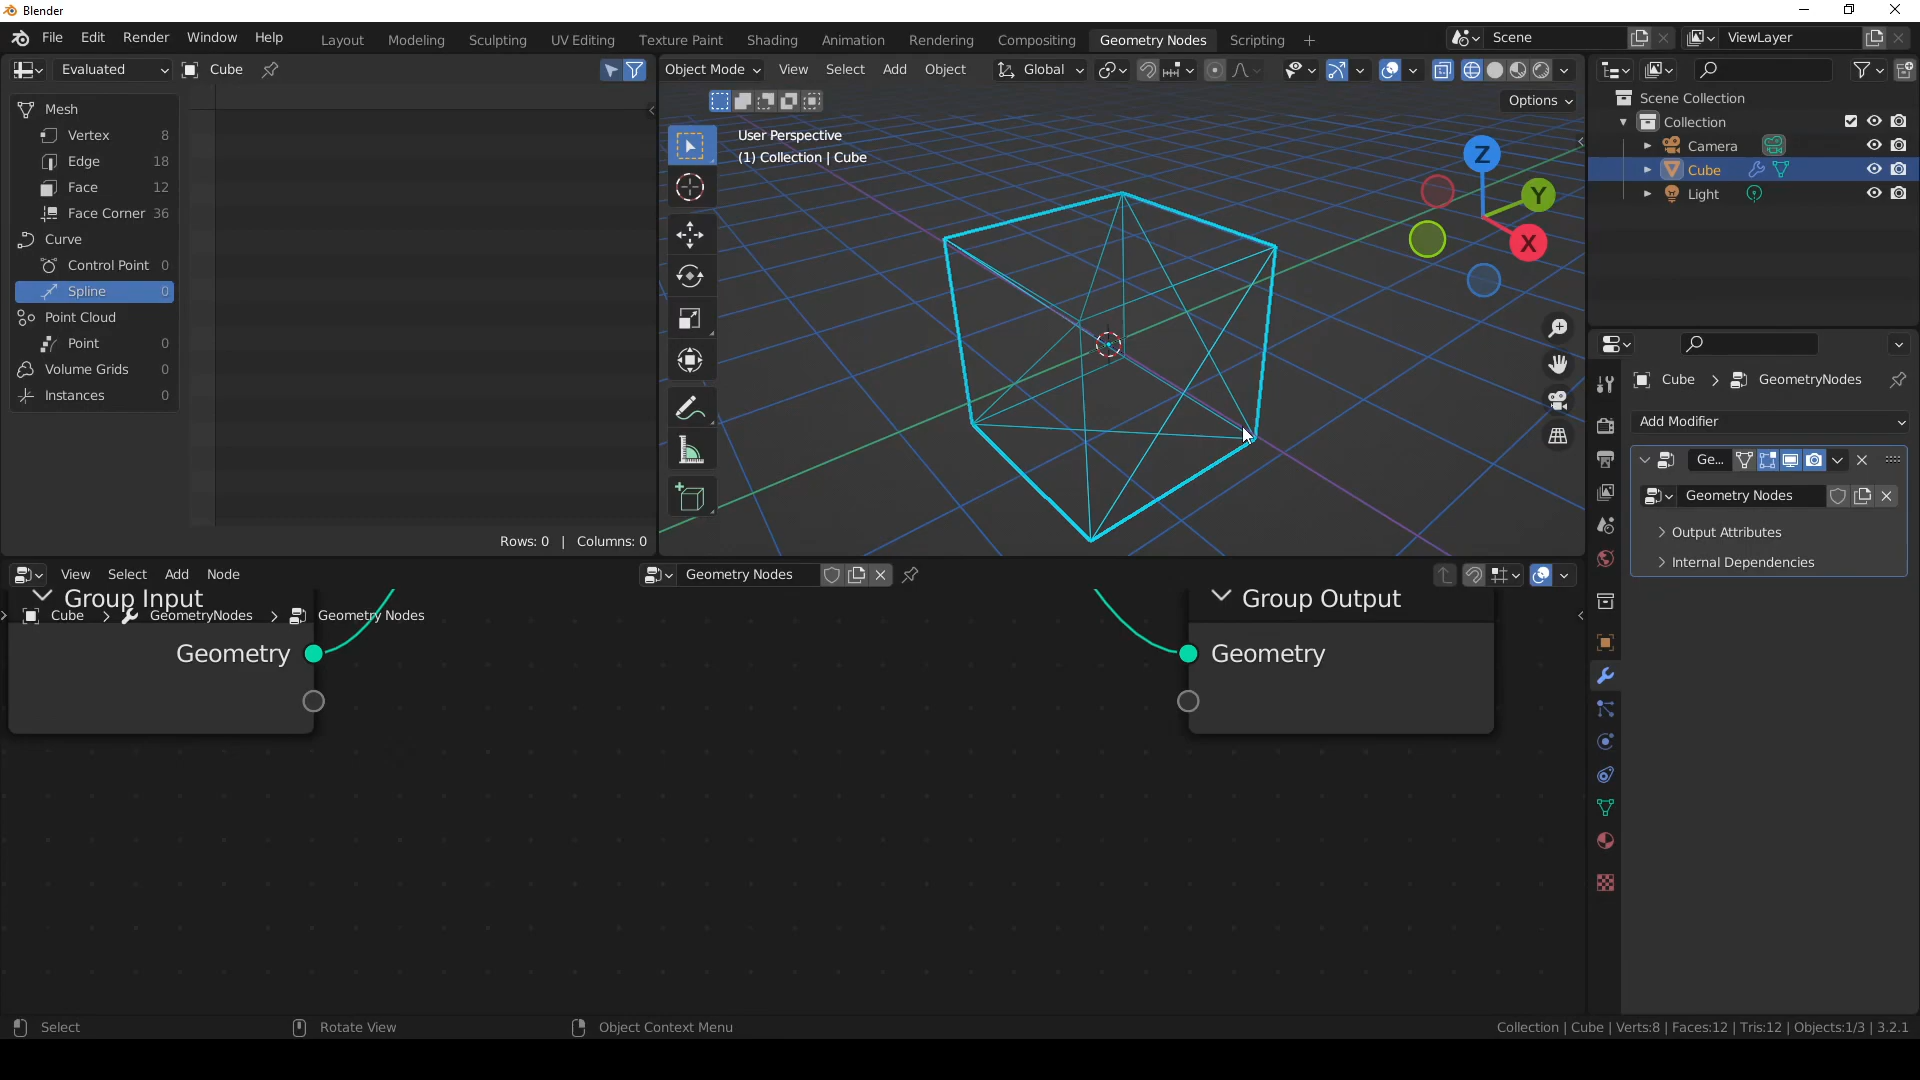 Blender
File Edit Render Window Help Layout Modeling Sculpting UV Editing Texture Paint Shading Animation Rendering Compositing Geometry Nodes Scripting + Scene ViewLayer
Evaluated Cube
Object Mode View Select Add Object Global
Options
Mesh
Vertex 8
Edge 18
Face 12
Face Corner 36
Curve
Control Point 0
Spline 0
Point Cloud
Point 0
Volume Grids 0
Instances 0
Rows: 0 | Columns: 0
User Perspective
(1) Collection | Cube
Z
Y
X
Scene Collection
Collection
Camera
Cube
Light
Cube > GeometryNodes
Add Modifier
Ge...
Geometry Nodes
> Output Attributes
> Internal Dependencies
View Select Add Node Geometry Nodes
Group Input
Cube > GeometryNodes > Geometry Nodes
Geometry
Group Output
Geometry
Select Rotate View Object Context Menu
Collection | Cube | Verts:8 | Faces:12 | Tris:12 | Objects:1/3 | 3.2.1